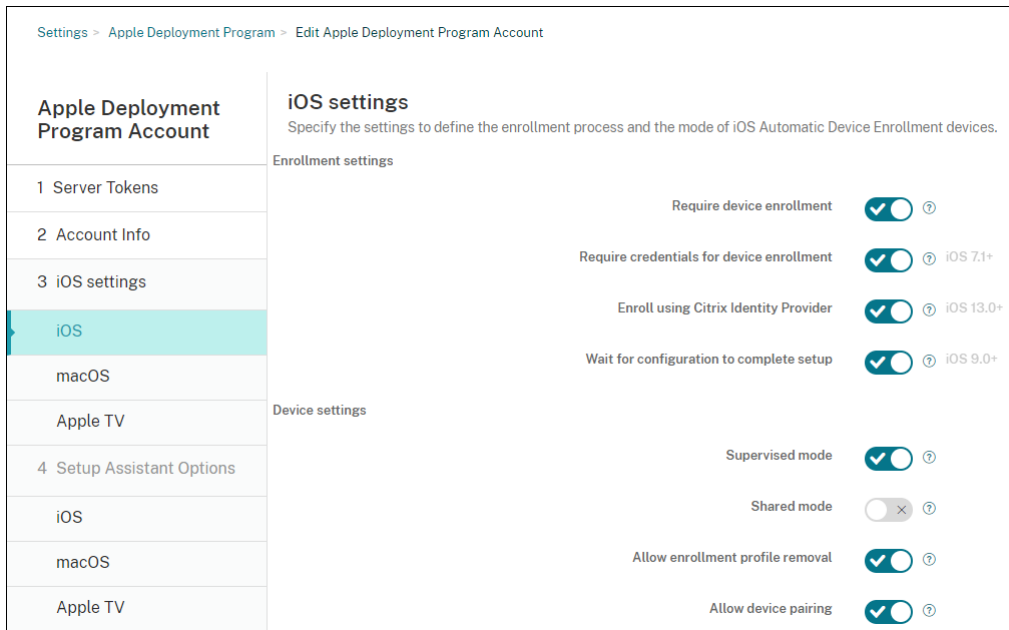 Settings > Apple Deployment Program > Edit Apple Deployment Program Account
Apple Deployment
Program Account
1 Server Tokens
2 Account Info
3 iOS settings
iOS
macOS
Apple TV
4 Setup Assistant Options
iOS
macOS
Apple TV
iOS settings
Specify the settings to define the enrollment process and the mode of iOS Automatic Device Enrollment devices.
Enrollment settings
Require device enrollment ?
Require credentials for device enrollment ? iOS 7.1+
Enroll using Citrix Identity Provider ? iOS 13.0+
Wait for configuration to complete setup ? iOS 9.0+
Device settings
Supervised mode ?
Shared mode ?
Allow enrollment profile removal ?
Allow device pairing ?